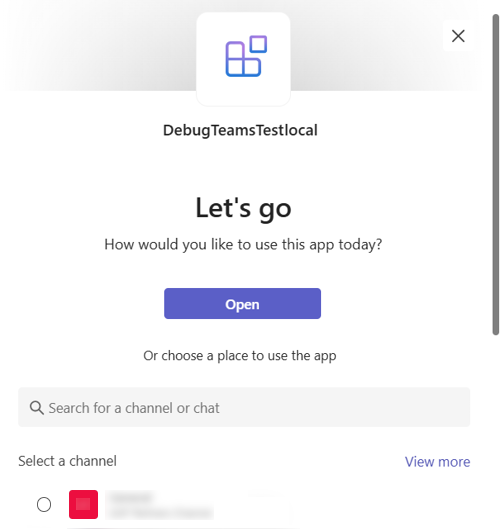 DebugTeamsTestlocal
Let's go
How would you like to use this app today?
Open
Or choose a place to use the app
Search for a channel or chat
Select a channel
View more